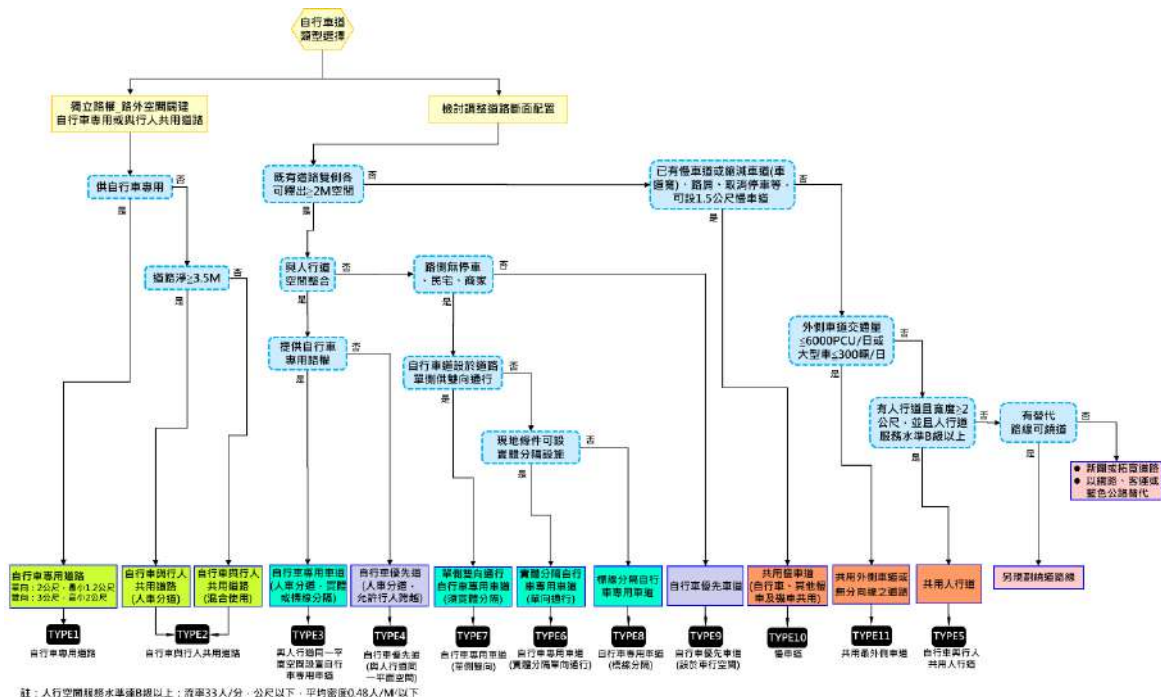 自行車道
類型選擇
獨立路權_路外空間闢建
自行車專用或與行人共用道路
檢討調整道路斷面配置
供自行車專用
否
是
既有道路雙側各
可釋出≥2M空間
否
是
已有慢車道或縮減車道(車
道寬)、路肩、取消停車等,
可設1.5公尺慢車道
否
是
道路淨≧3.5M
否
是
與人行道
空間整合
否
是
路側無停車
、民宅、商家
否
是
提供自行車
專用路權
否
是
自行車道設於道路
單側供雙向通行
否
是
外側車道交通量
≦6000PCU/日或
大型車≦300輛/日
否
是
現地條件可設
實體分隔設施
否
是
有人行道且寬度≥2
公尺,並且人行道
服務水準B級以上
否
是
有替代
路線可繞道
否
是
● 新闢或拓寬道路
● 以鐵路、客運或
藍色公路替代
自行車專用道路
單向:2公尺,最小1.2公尺
雙向:3公尺,最小2公尺
自行車與行人
共用道路
(人車分道)
自行車與行人
共用道路
(混合使用)
自行車專用車道
(人車分道,實體
或標線分隔)
自行車優先道
(人車分道,
允許行人跨越)
單側雙向通行
自行車專用車道
(須實體分隔)
實體分隔自行
車專用車道
(單向通行)
標線分隔自行
車專用車道
自行車優先車道
共用慢車道
(自行車、其他慢
車及機車共用)
共用外側車道或
無分向線之道路
共用人行道
另規劃繞道路線
TYPE1
TYPE2
TYPE3
TYPE4
TYPE7
TYPE6
TYPE8
TYPE9
TYPE10
TYPE11
TYPE5
自行車專用道路
自行車與行人共用道路
與人行道同一平
面空間設置自行
車專用車道
自行車優先道
(與人行道同
一平面空間)
自行車專用車道
(單側雙向)
自行車專用車道
(實體分隔單向通行)
自行車專用車道
(標線分隔)
自行車優先車道
(設於車行空間)
慢車道
共用最外側車道
自行車與行人
共用人行道
註:人行空間服務水準達B級以上:流率33人/分.公尺以下,平均密度0.48人/M²以下